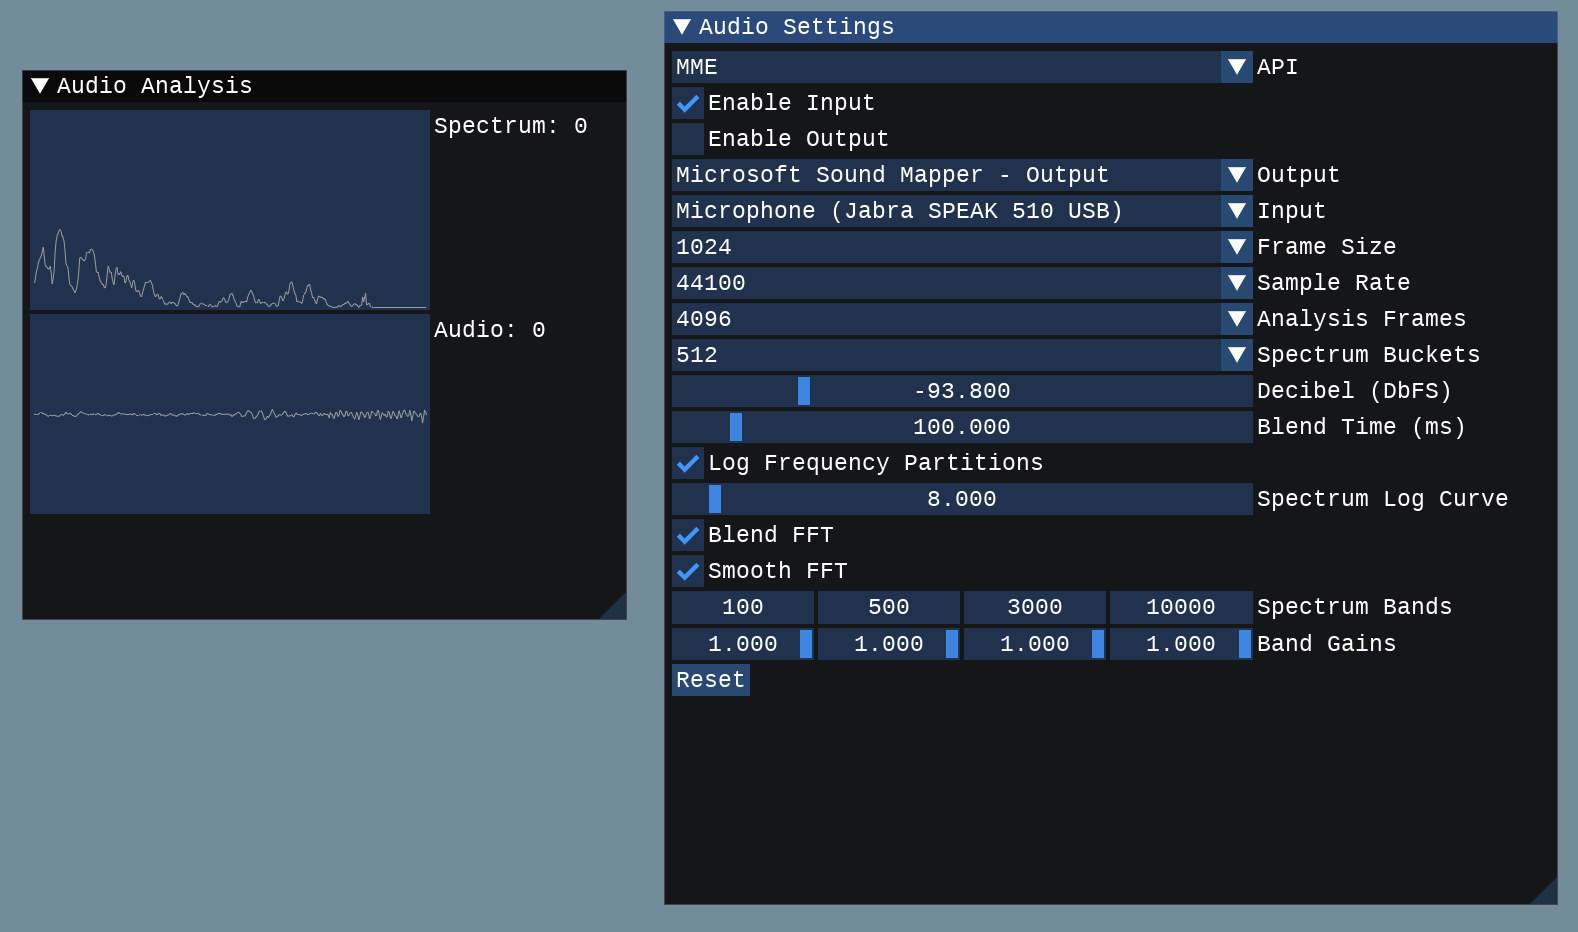 Audio Analysis
Spectrum: 0
Audio: 0
Audio Settings
MME API
Enable Input
Enable Output
Microsoft Sound Mapper - Output Output
Microphone (Jabra SPEAK 510 USB) Input
1024 Frame Size
44100 Sample Rate
4096 Analysis Frames
512 Spectrum Buckets
-93.800 Decibel (DbFS)
100.000 Blend Time (ms)
Log Frequency Partitions
8.000 Spectrum Log Curve
Blend FFT
Smooth FFT
100 500 3000 10000 Spectrum Bands
1.000 1.000 1.000 1.000 Band Gains
Reset